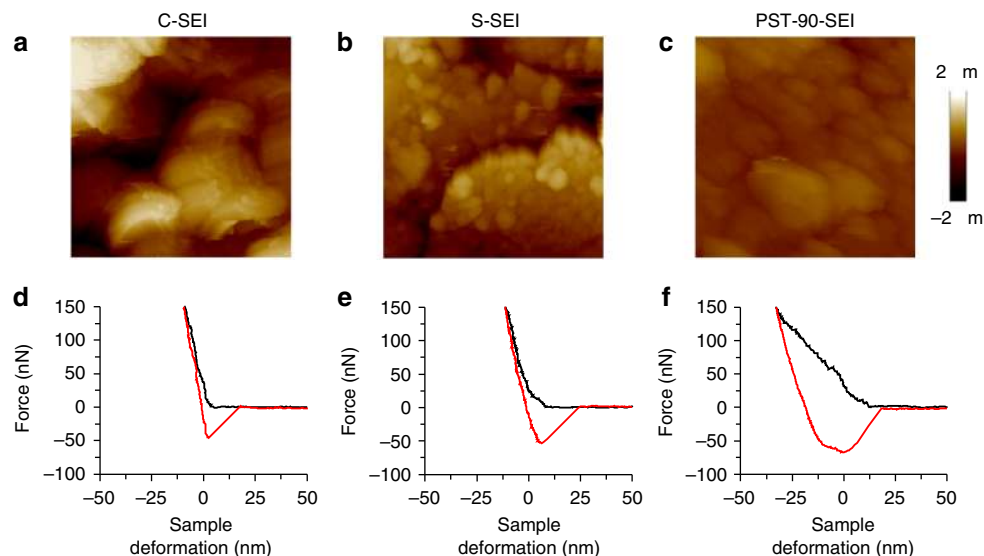 C-SEI
S-SEI
PST-90-SEI
a
b
c
2 m
–2 m
d
e
f
Force (nN)
150
100
50
0
–50
–100
–50
–25
0
25
50
Sample
deformation (nm)
Force (nN)
150
100
50
0
–50
–100
–50
–25
0
25
50
Sample
deformation (nm)
Force (nN)
150
100
50
0
–50
–100
–50
–25
0
25
50
Sample
deformation (nm)